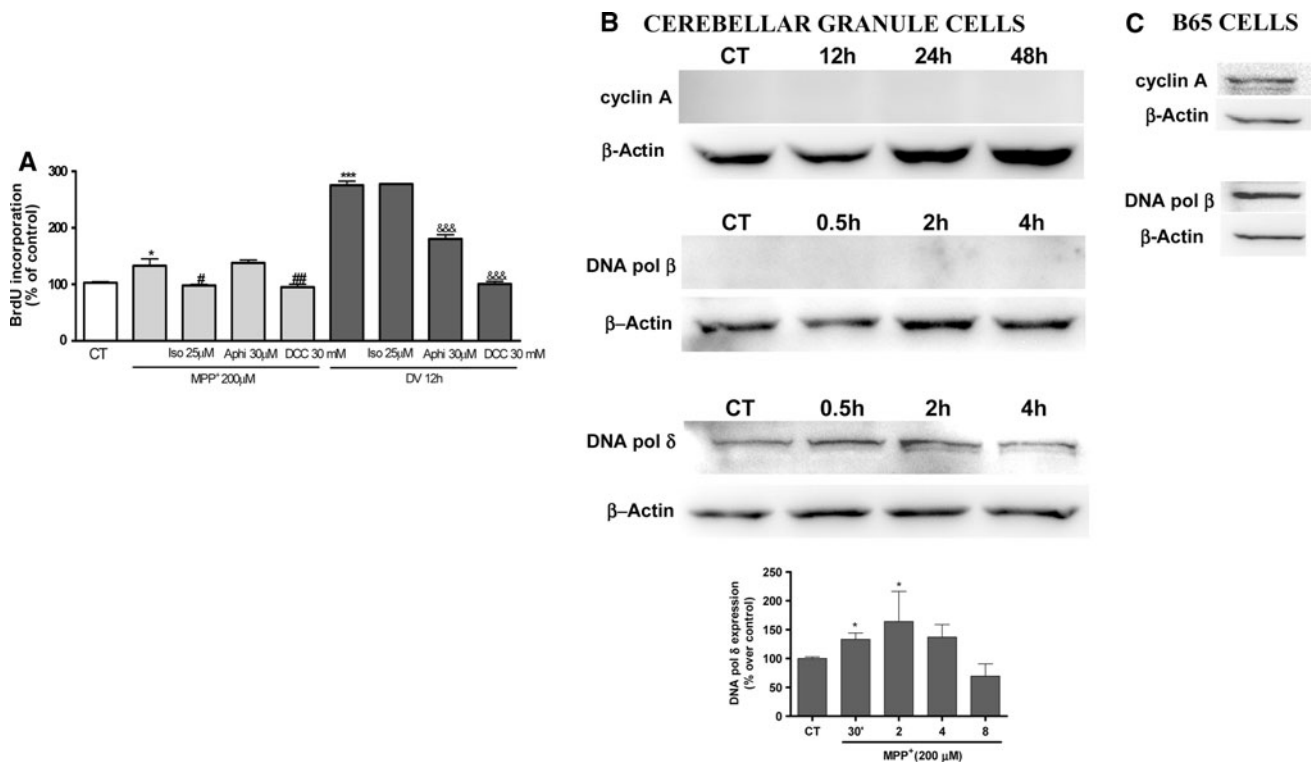 A
BrdU incorporation
(% of control)
300
200
100
0
*
#
##
***
&&&
&&&
CT
Iso 25µM Aphi 30µM DCC 30 mM Iso 25µM Aphi 30µM DCC 30 mM
MPP+ 200µM DV 12h
B CEREBELLAR GRANULE CELLS
CT 12h 24h 48h
cyclin A
β-Actin
CT 0.5h 2h 4h
DNA pol β
β–Actin
CT 0.5h 2h 4h
DNA pol δ
β–Actin
DNA pol δ expression
(% over control)
250
200
150
100
50
0
*
*
CT 30' 2 4 8
MPP+(200 µM)
C B65 CELLS
cyclin A
β-Actin
DNA pol β
β-Actin